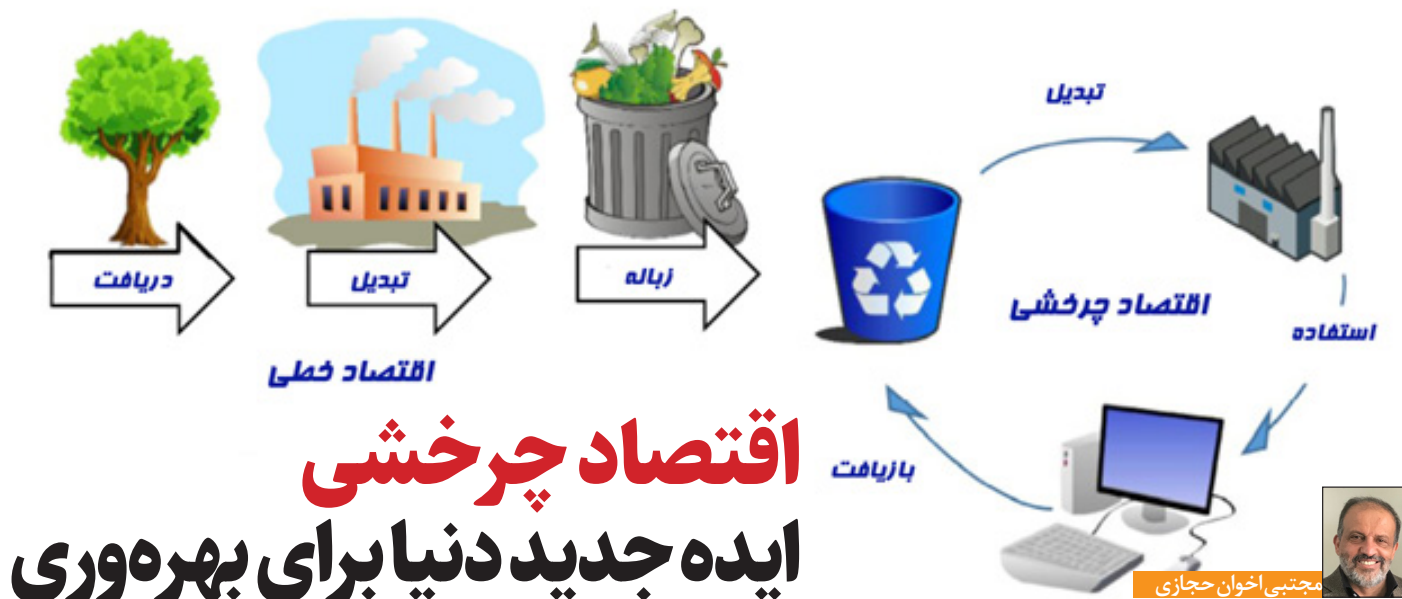 دریافت
تبدیل
زباله
اقتصاد خطی
تبدیل
اقتصاد چرخشی
استفاده
بازیافت
اقتصاد چرخشی
ایده جدید دنیا برای بهره‌وری
مجتبی اخوان حجازی